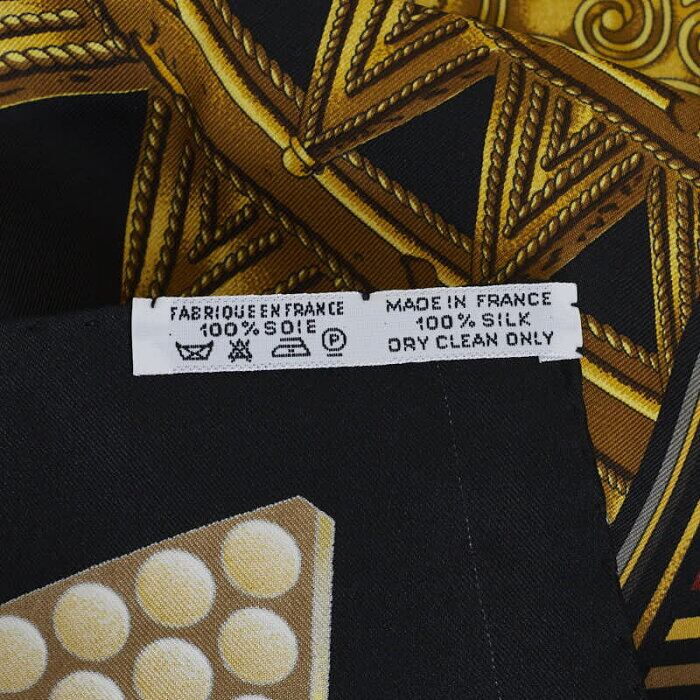 FABRIQUE EN FRANCE
100% SOIE
P
MADE IN FRANCE
100% SILK
DRY CLEAN ONLY